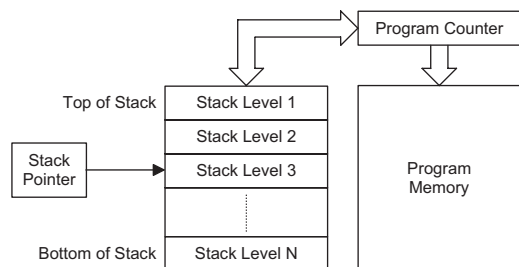 Program Counter
Top of Stack
Stack Level 1
Stack Level 2
Stack
Pointer
Stack Level 3
Program
Memory
Bottom of Stack
Stack Level N